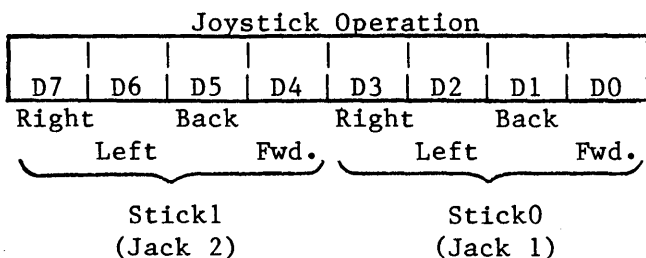 Joystick Operation
D7 D6 D5 D4 D3 D2 D1 D0
Right Back Right Back
Left Fwd. Left Fwd.
Stick1 Stick0
(Jack 2) (Jack 1)